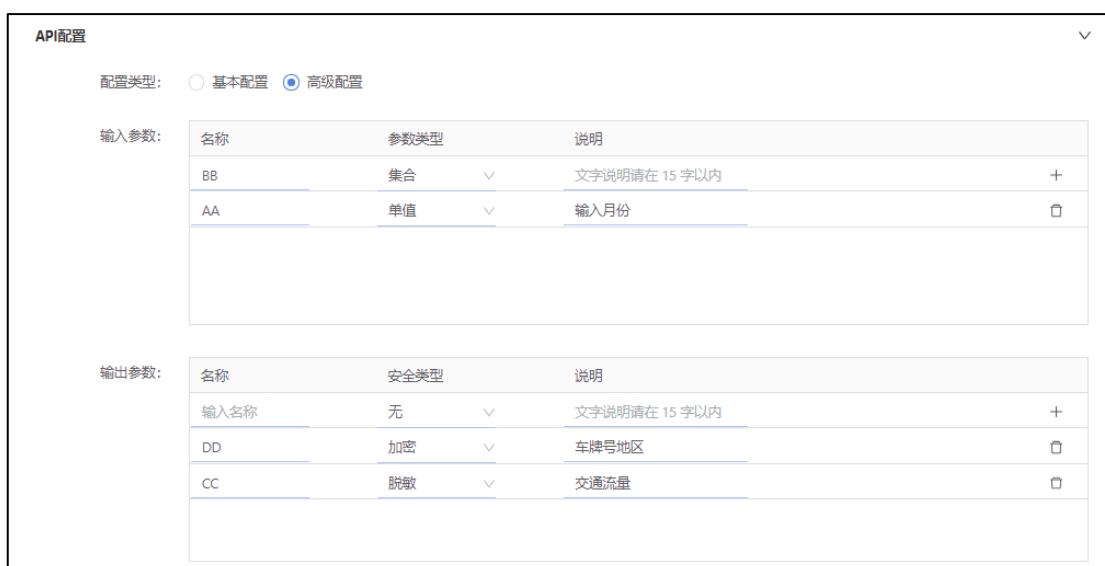 API配置
配置类型: 基本配置 高级配置
输入参数: 名称 参数类型 说明
BB 集合 文字说明请在 15 字以内
AA 单值 输入月份
输出参数: 名称 安全类型 说明
输入名称 无 文字说明请在 15 字以内
DD 加密 车牌号地区
CC 脱敏 交通流量